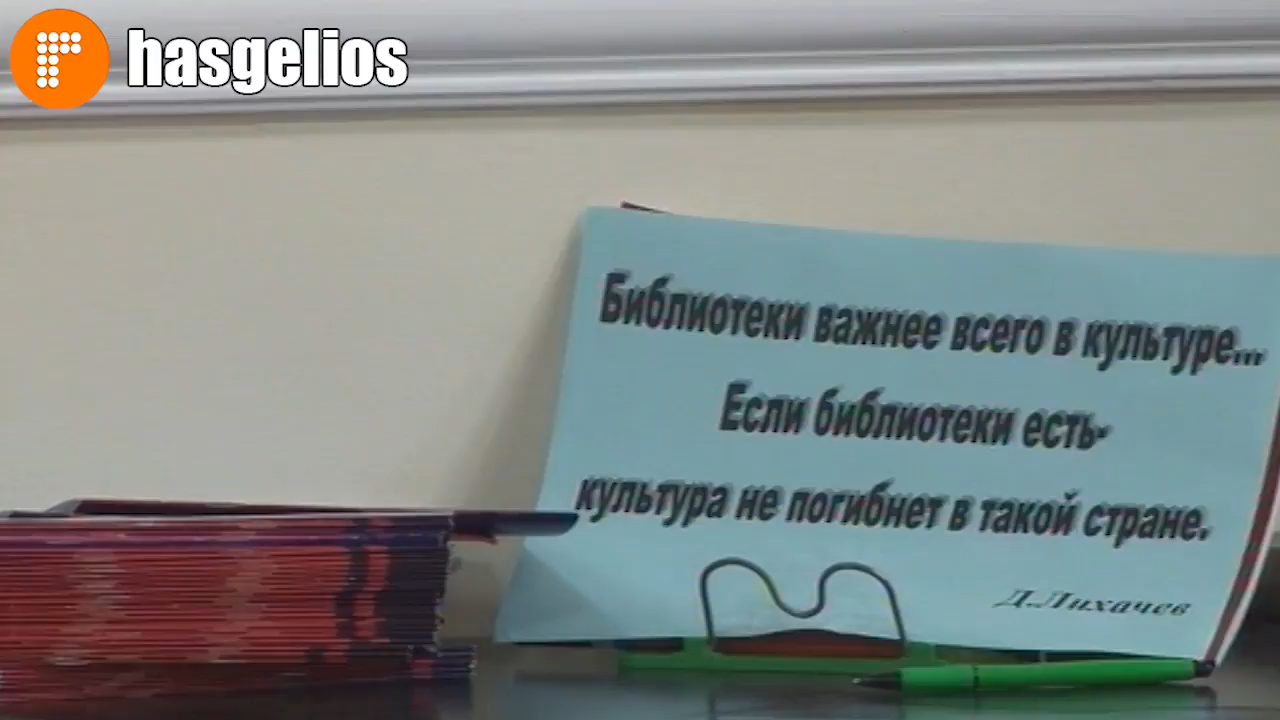 hasgelios
Библиотеки важнее всего в культуре...
Если библиотеки есть-
культура не погибнет в такой стране.
Д.Лихачев